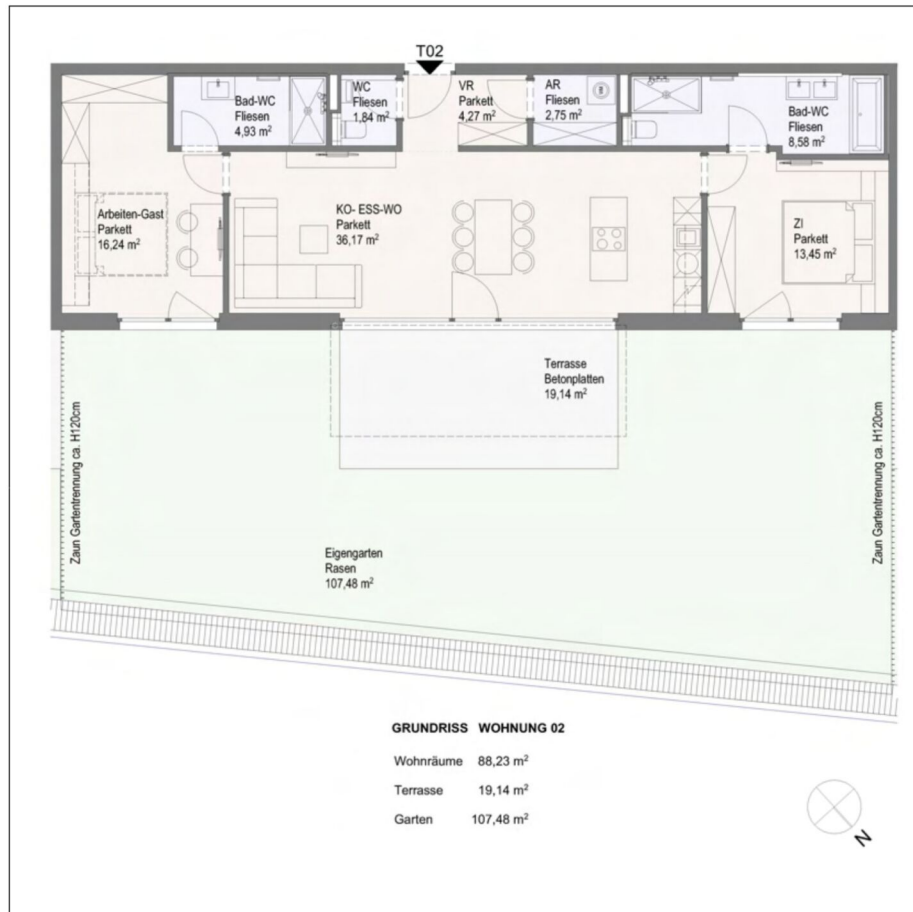 T02
Bad-WC
Fliesen
4,93 m²
WC
Fliesen
1,84 m²
VR
Parkett
4,27 m²
AR
Fliesen
2,75 m²
Bad-WC
Fliesen
8,58 m²
Arbeiten-Gast
Parkett
16,24 m²
KO- ESS-WO
Parkett
36,17 m²
ZI
Parkett
13,45 m²
Terrasse
Betonplatten
19,14 m²
Zaun Gartentrennung ca. H120cm
Zaun Gartentrennung ca. H120cm
Eigengarten
Rasen
107,48 m²
GRUNDRISS WOHNUNG 02
Wohnräume 88,23 m²
Terrasse 19,14 m²
Garten 107,48 m²
N